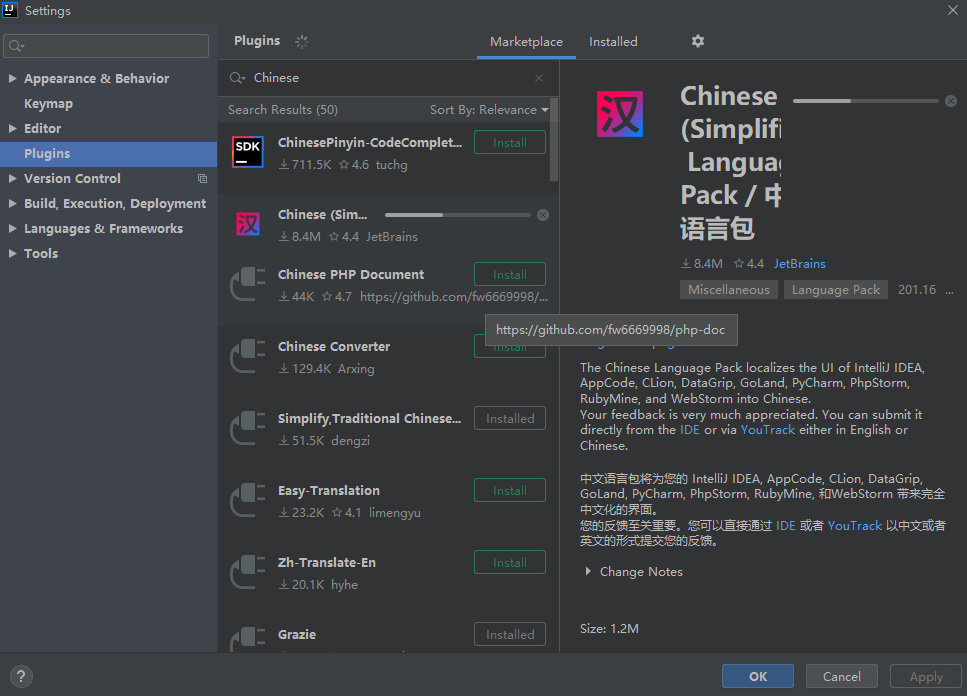 IJ
Settings
Plugins
Marketplace
Installed
Appearance & Behavior
Keymap
Editor
Plugins
Version Control
Build, Execution, Deployment
Languages & Frameworks
Tools
Chinese
Search Results (50)
Sort By: Relevance
SDK
ChinesePinyin-CodeComplet...
Install
711.5K 4.6 tuchg
汉
Chinese (Sim...
8.4M 4.4 JetBrains
Chinese PHP Document
Install
44K 4.7 https://github.com/fw6669998/...
https://github.com/fw6669998/php-doc
Chinese Converter
Install
129.4K Arxing
Simplify,Traditional Chinese...
Installed
51.5K dengzi
Easy-Translation
Install
23.2K 4.1 limengyu
Zh-Translate-En
Install
20.1K hyhe
Grazie
Installed
汉
Chinese
(Simplifi
Langua
Pack / 中
语言包
8.4M 4.4 JetBrains
Miscellaneous
Language Pack
201.16 ...
The Chinese Language Pack localizes the UI of IntelliJ IDEA,
AppCode, CLion, DataGrip, GoLand, PyCharm, PhpStorm,
RubyMine, and WebStorm into Chinese.
Your feedback is very much appreciated. You can submit it
directly from the IDE or via YouTrack either in English or
Chinese.
中文语言包将为您的 IntelliJ IDEA, AppCode, CLion, DataGrip,
GoLand, PyCharm, PhpStorm, RubyMine, 和WebStorm 带来完全
中文化的界面。
您的反馈至关重要。您可以直接通过 IDE 或者 YouTrack 以中文或者
英文的形式提交您的反馈。
Change Notes
Size: 1.2M
?
OK
Cancel
Apply